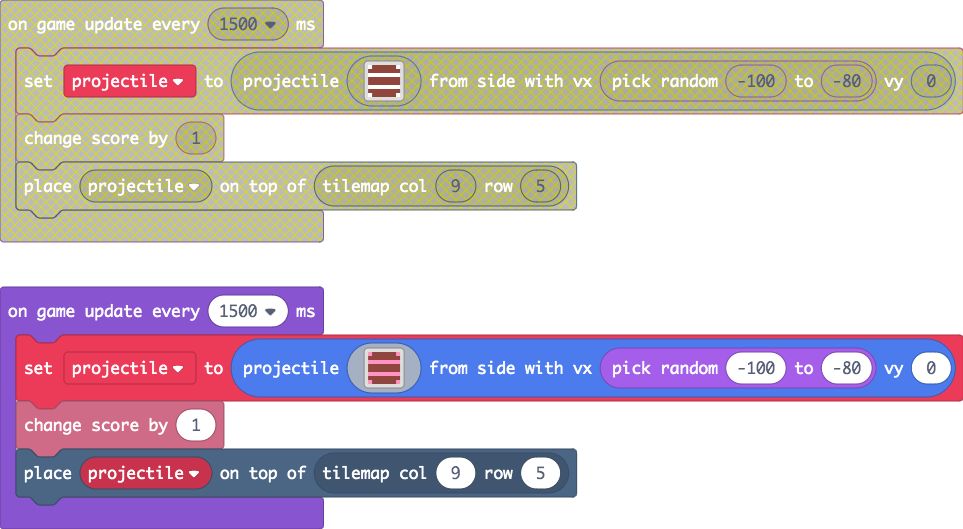 on game update every 1500 ms
set projectile to projectile from side with vx pick random -100 to -80 vy 0
change score by 1
place projectile on top of tilemap col 9 row 5
on game update every 1500 ms
set projectile to projectile from side with vx pick random -100 to -80 vy 0
change score by 1
place projectile on top of tilemap col 9 row 5